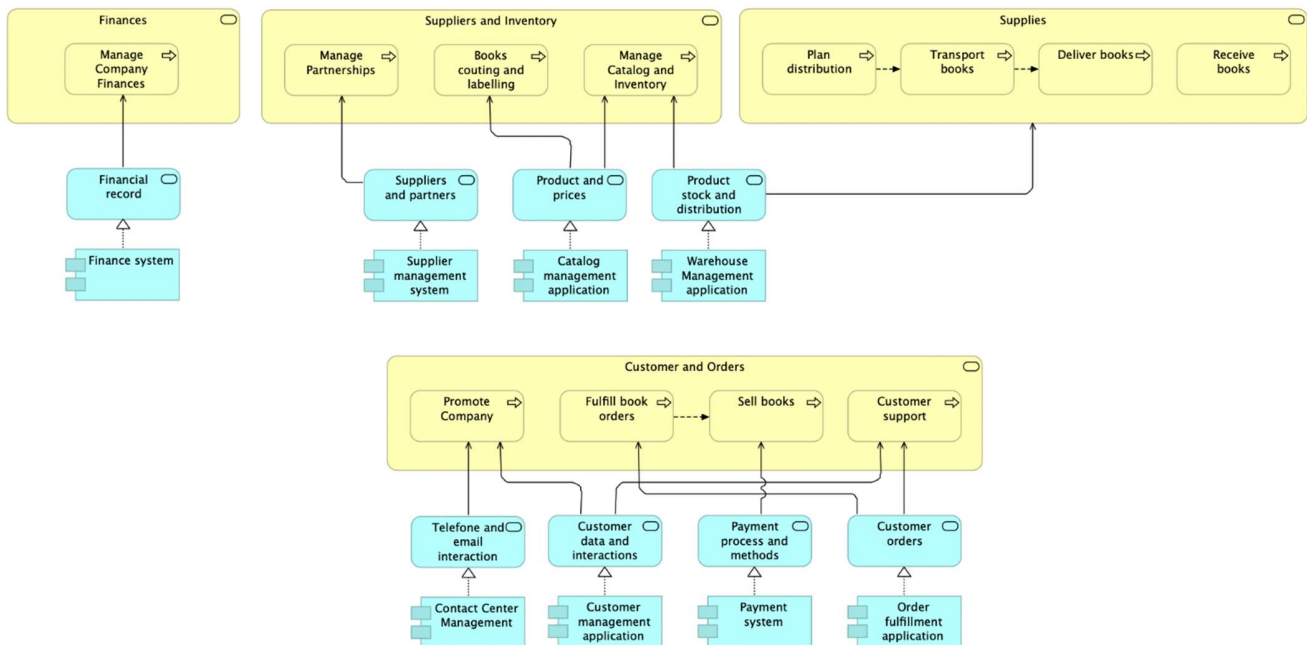 Finances
Suppliers and Inventory
Supplies
Manage
Company
Finances
Manage
Partnerships
Books
couting and
labelling
Manage
Catalog and
Inventory
Plan
distribution
Transport
books
Deliver books
Receive
books
Financial
record
Suppliers
and partners
Product and
prices
Product
stock and
distribution
Finance system
Supplier
management
system
Catalog
management
application
Warehouse
Management
application
Customer and Orders
Promote
Company
Fulfill book
orders
Sell books
Customer
support
Telefone and
email
interaction
Customer
data and
interactions
Payment
process and
methods
Customer
orders
Contact Center
Management
Customer
management
application
Payment
system
Order
fulfillment
application